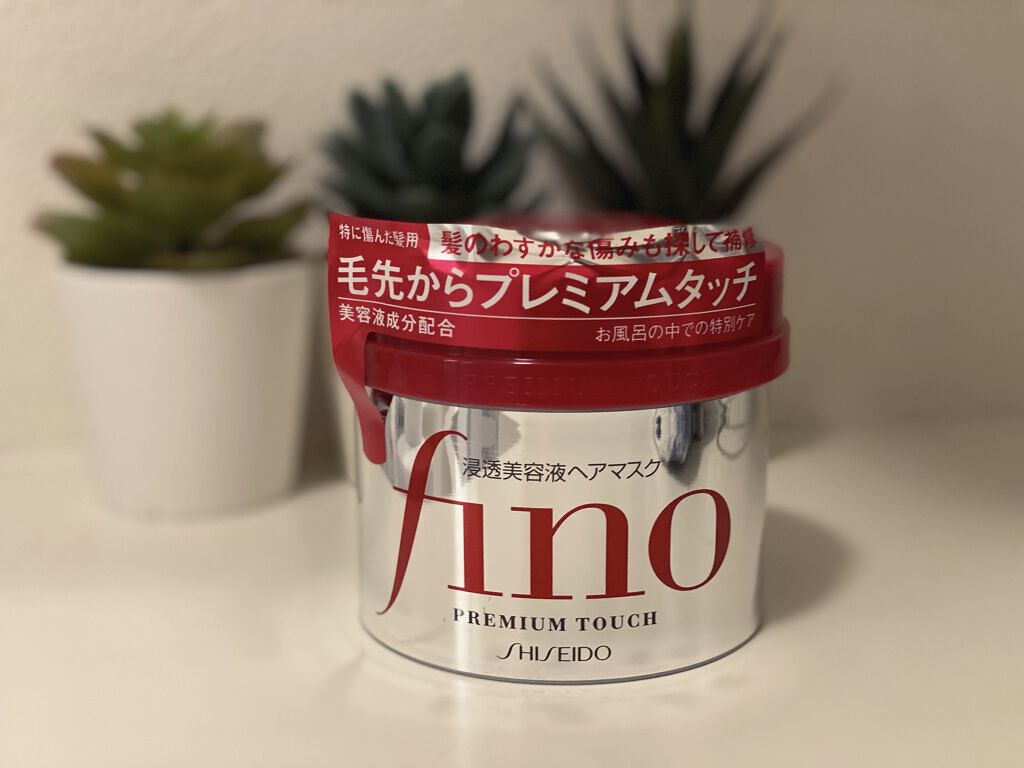 特に傷んだ髪用
髪のわずかな傷みも探して補修
毛先からプレミアムタッチ
美容液成分配合
お風呂の中での特別ケア
PREMIUM TOUCH
浸透美容液ヘアマスク
fino
PREMIUM TOUCH
SHISEIDO